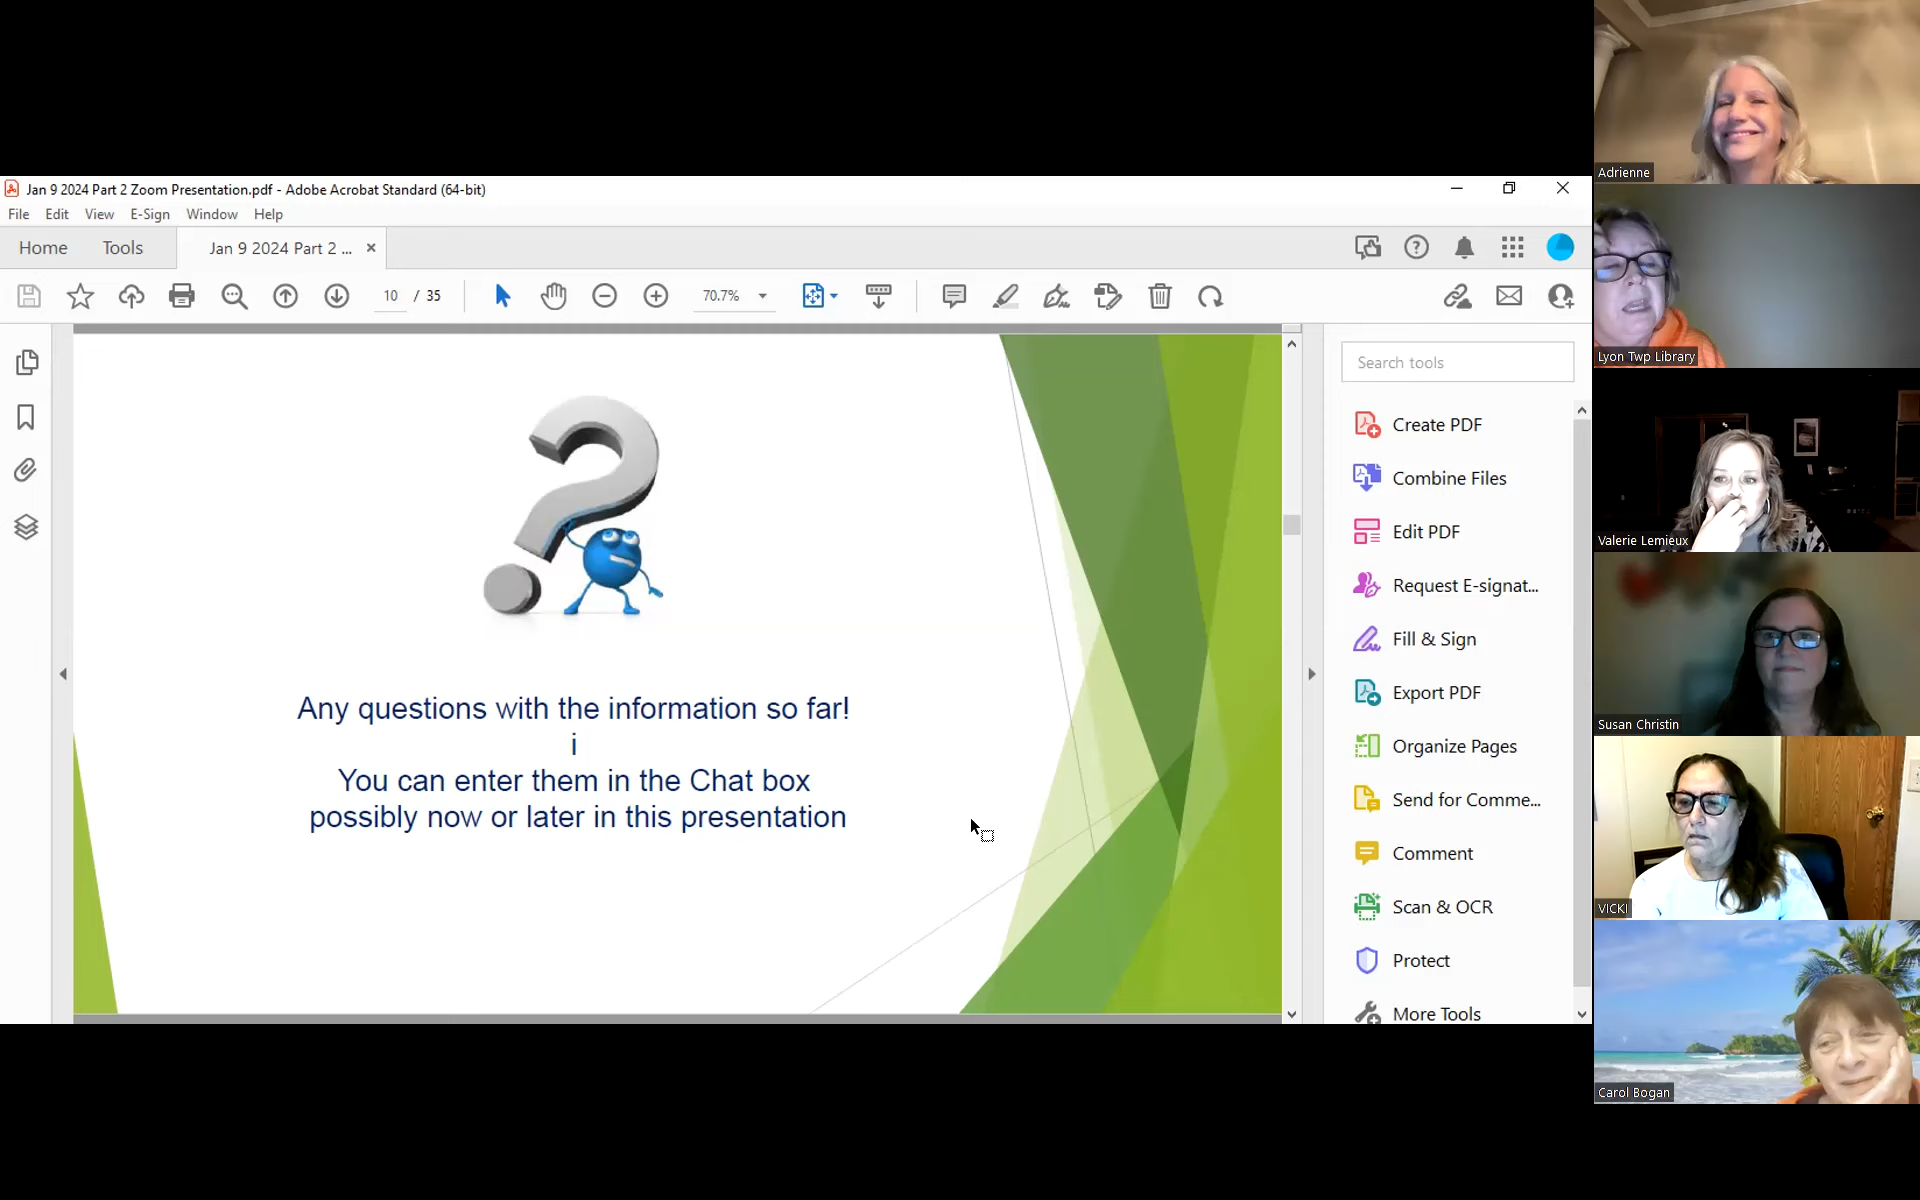 Jan 9 2024 Part 2 Zoom Presentation.pdf - Adobe Acrobat Standard (64-bit)
File Edit View E-Sign Window Help
Home Tools Jan 9 2024 Part 2 ...
10 / 35 70.7%
Any questions with the information so far!
i
You can enter them in the Chat box
possibly now or later in this presentation
Search tools
Create PDF
Combine Files
Edit PDF
Request E-signat...
Fill & Sign
Export PDF
Organize Pages
Send for Comme...
Comment
Scan & OCR
Protect
More Tools
Adrienne
Lyon Twp Library
Valerie Lemieux
Susan Christin
VICKI
Carol Bogan